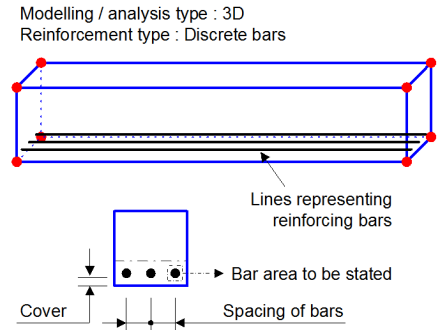 Modelling / analysis type : 3D
Reinforcement type : Discrete bars
Lines representing
reinforcing bars
Bar area to be stated
Cover
Spacing of bars